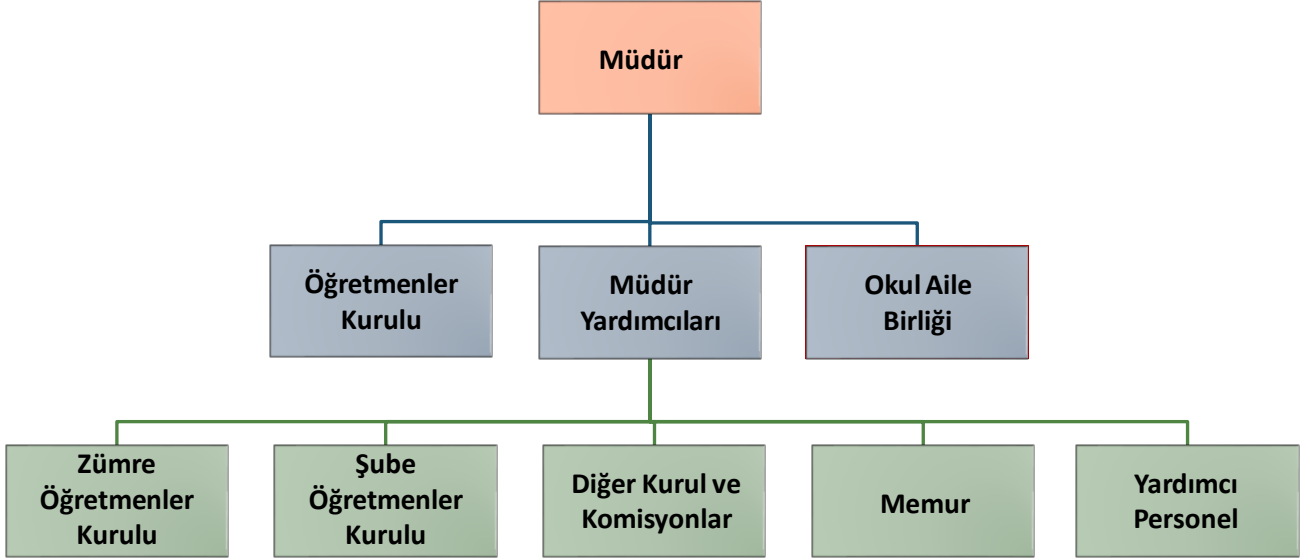 Müdür
Öğretmenler
Kurulu
Müdür
Yardımcıları
Okul Aile
Birliği
Zümre
Öğretmenler
Kurulu
Şube
Öğretmenler
Kurulu
Diğer Kurul ve
Komisyonlar
Memur
Yardımcı
Personel